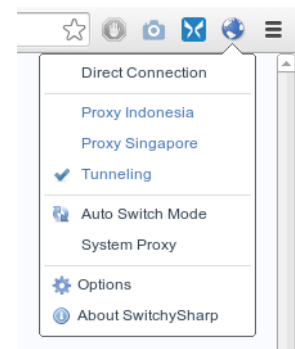 Direct Connection
Proxy Indonesia
Proxy Singapore
Tunneling
Auto Switch Mode
System Proxy
Options
About SwitchySharp